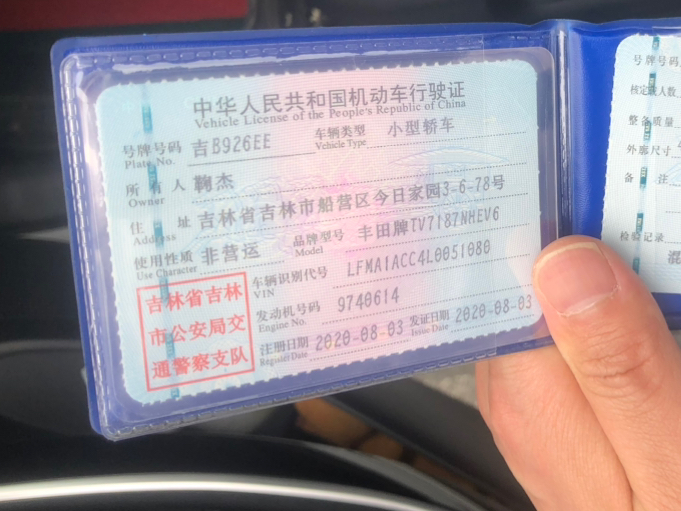 中华人民共和国机动车行驶证
Vehicle License of the People's Republic of China
号牌号码 吉B926EE 车辆类型 小型轿车
Plate No. Vehicle Type
所有人 鞠杰
Owner
住址 吉林省吉林市船营区今日家园3-6-78号
Address
使用性质 非营运 品牌型号 丰田牌TV7187NHEV6
Use Character Model
吉林省吉林
市公安局交
通警察支队
车辆识别代号 LFMA1ACC4L0051080
VIN
发动机号码 9740614
Engine No.
注册日期 2020-08-03 发证日期 2020-08-03
Register Date Issue Date
号牌号码
核定载人数
整备质量
外廓尺寸
备注
检验记录
混